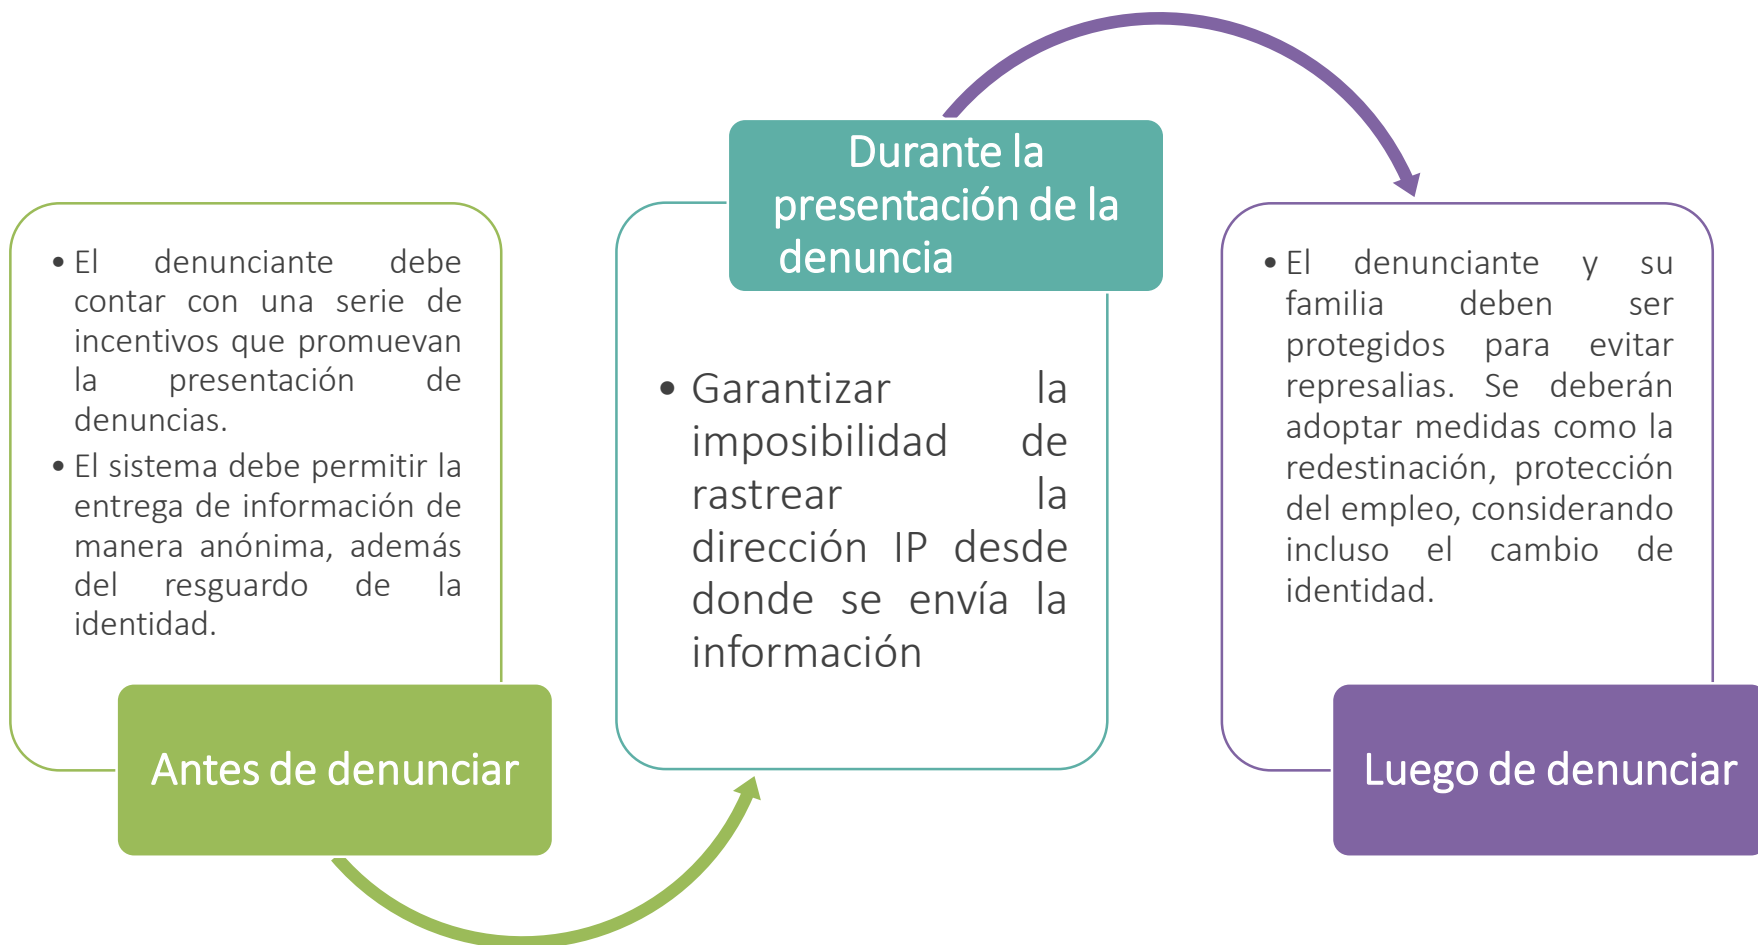 • El denunciante debe
contar con una serie de
incentivos que promuevan
la presentación de
denuncias.
• El sistema debe permitir la
entrega de información de
manera anónima, además
del resguardo de la
identidad.
Antes de denunciar
Durante la
presentación de la
denuncia
• Garantizar la
imposibilidad de
rastrear la
dirección IP desde
donde se envía la
información
• El denunciante y su
familia deben ser
protegidos para evitar
represalias. Se deberán
adoptar medidas como la
redestinación, protección
del empleo, considerando
incluso el cambio de
identidad.
Luego de denunciar